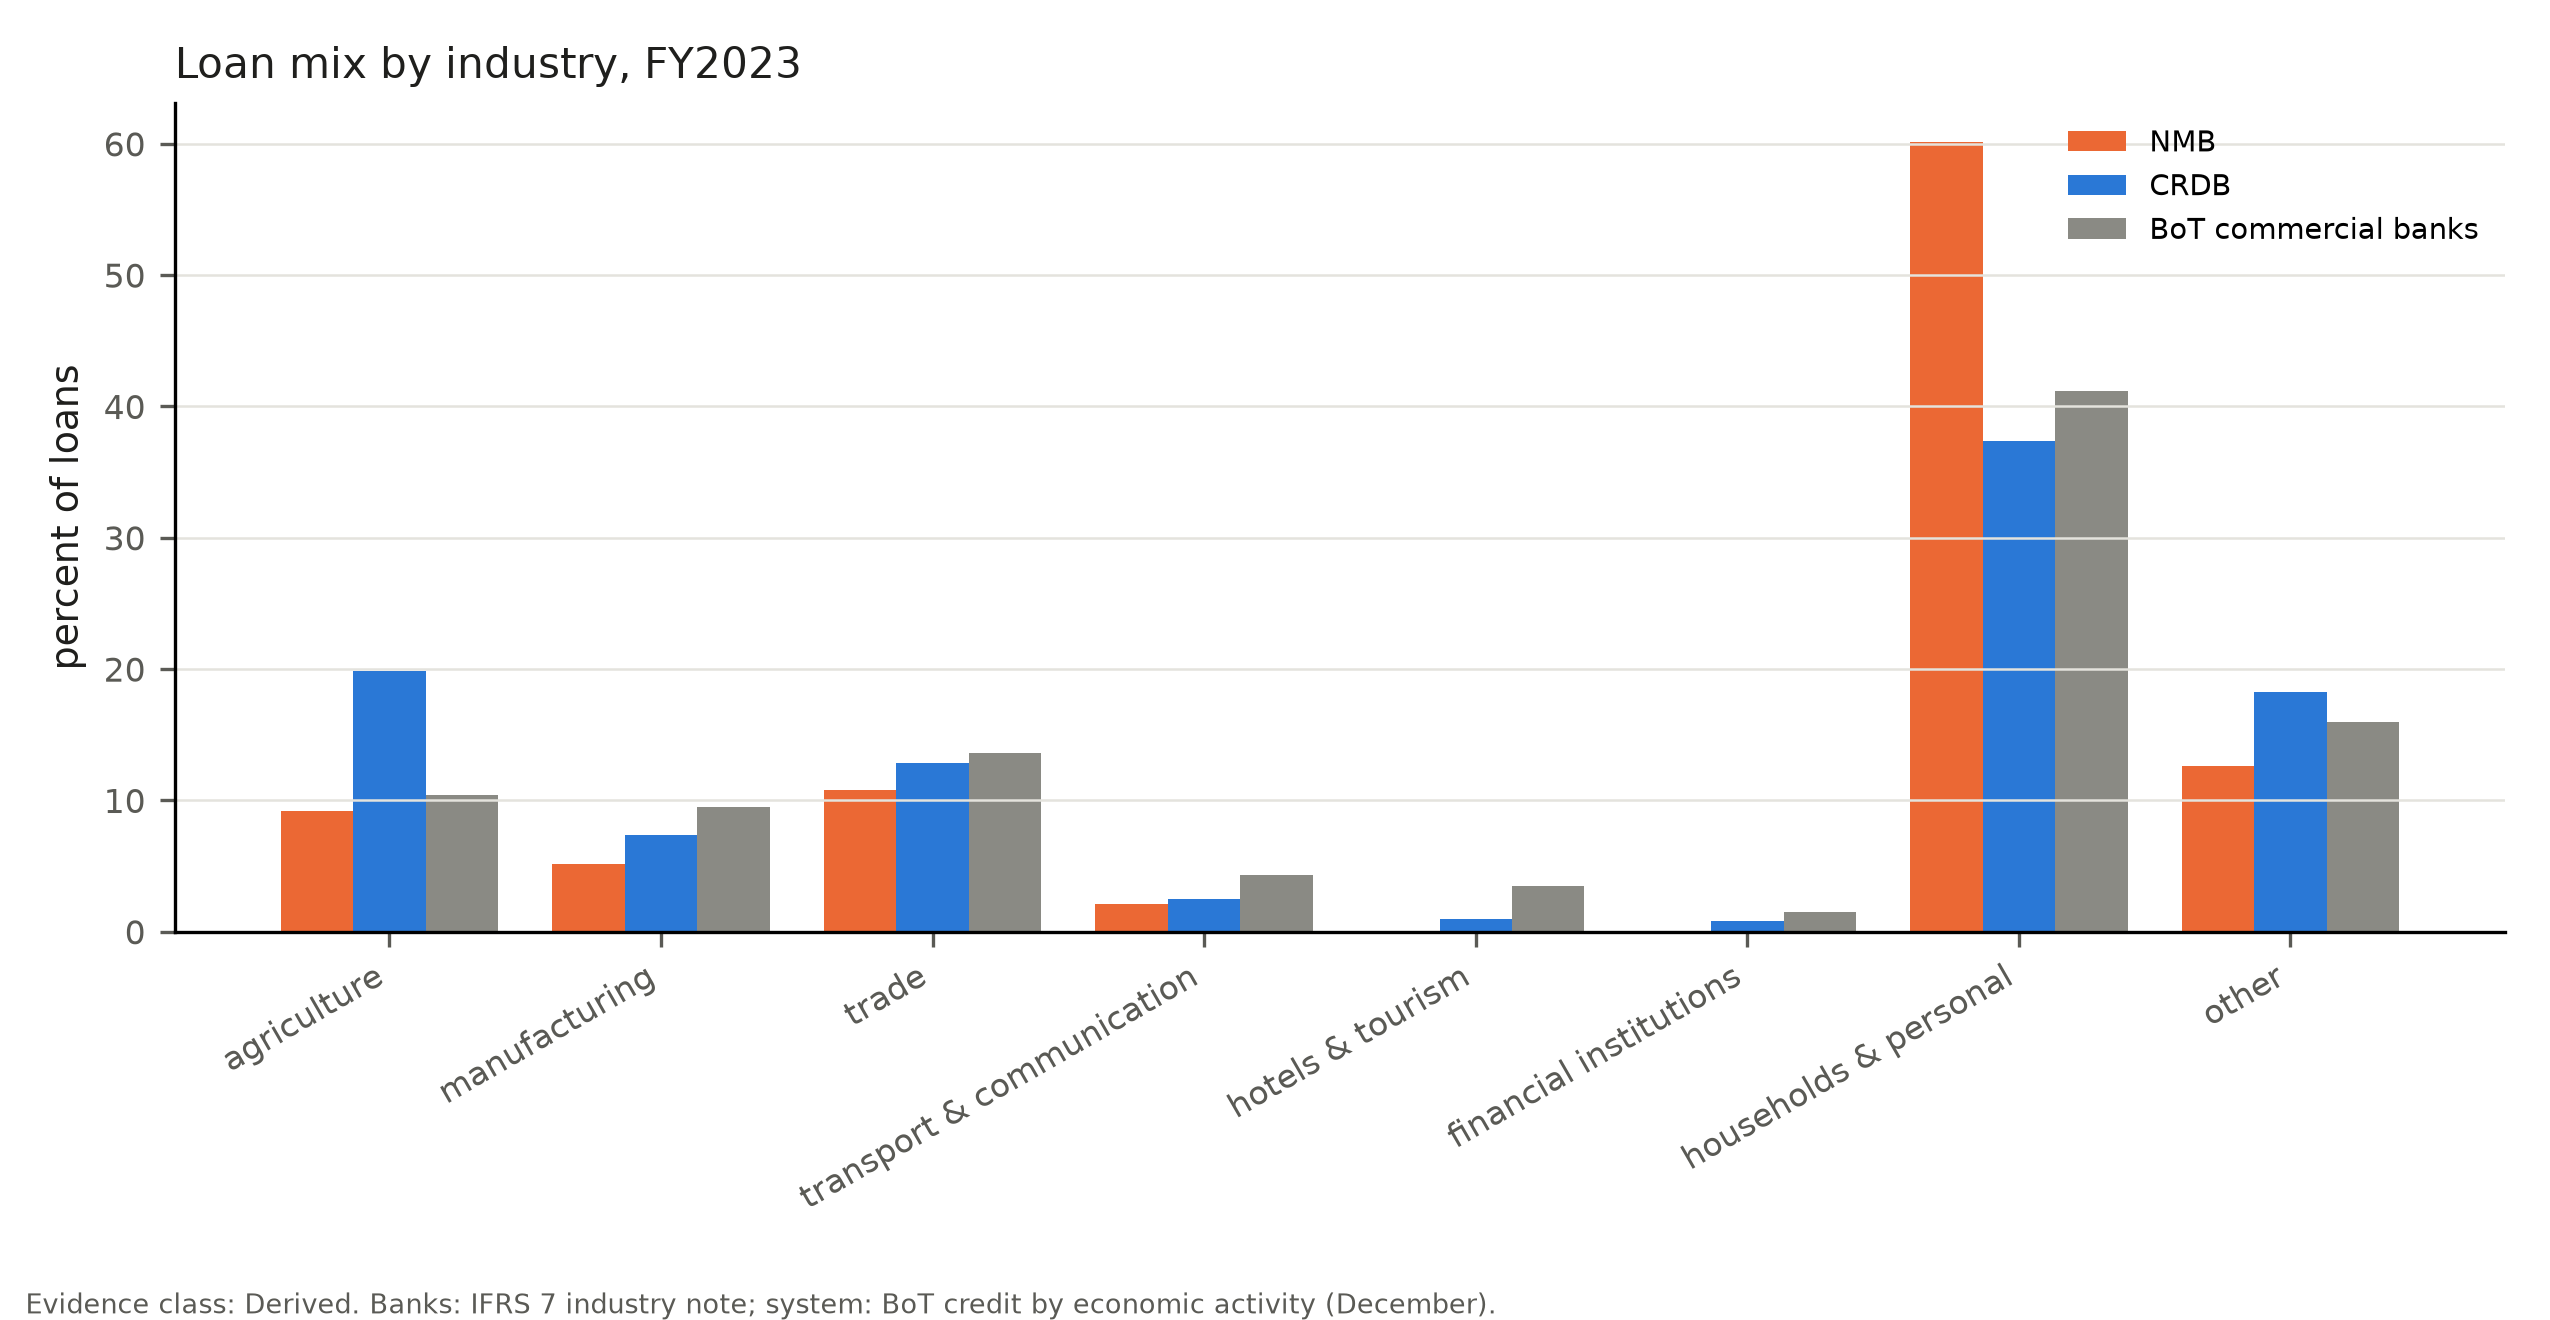 Loan mix by industry, FY2023
percent of loans
60
50
40
30
20
10
0
NMB
CRDB
BoT commercial banks
agriculture
manufacturing
trade
transport & communication
hotels & tourism
financial institutions
households & personal
other
Evidence class: Derived. Banks: IFRS 7 industry note; system: BoT credit by economic activity (December).